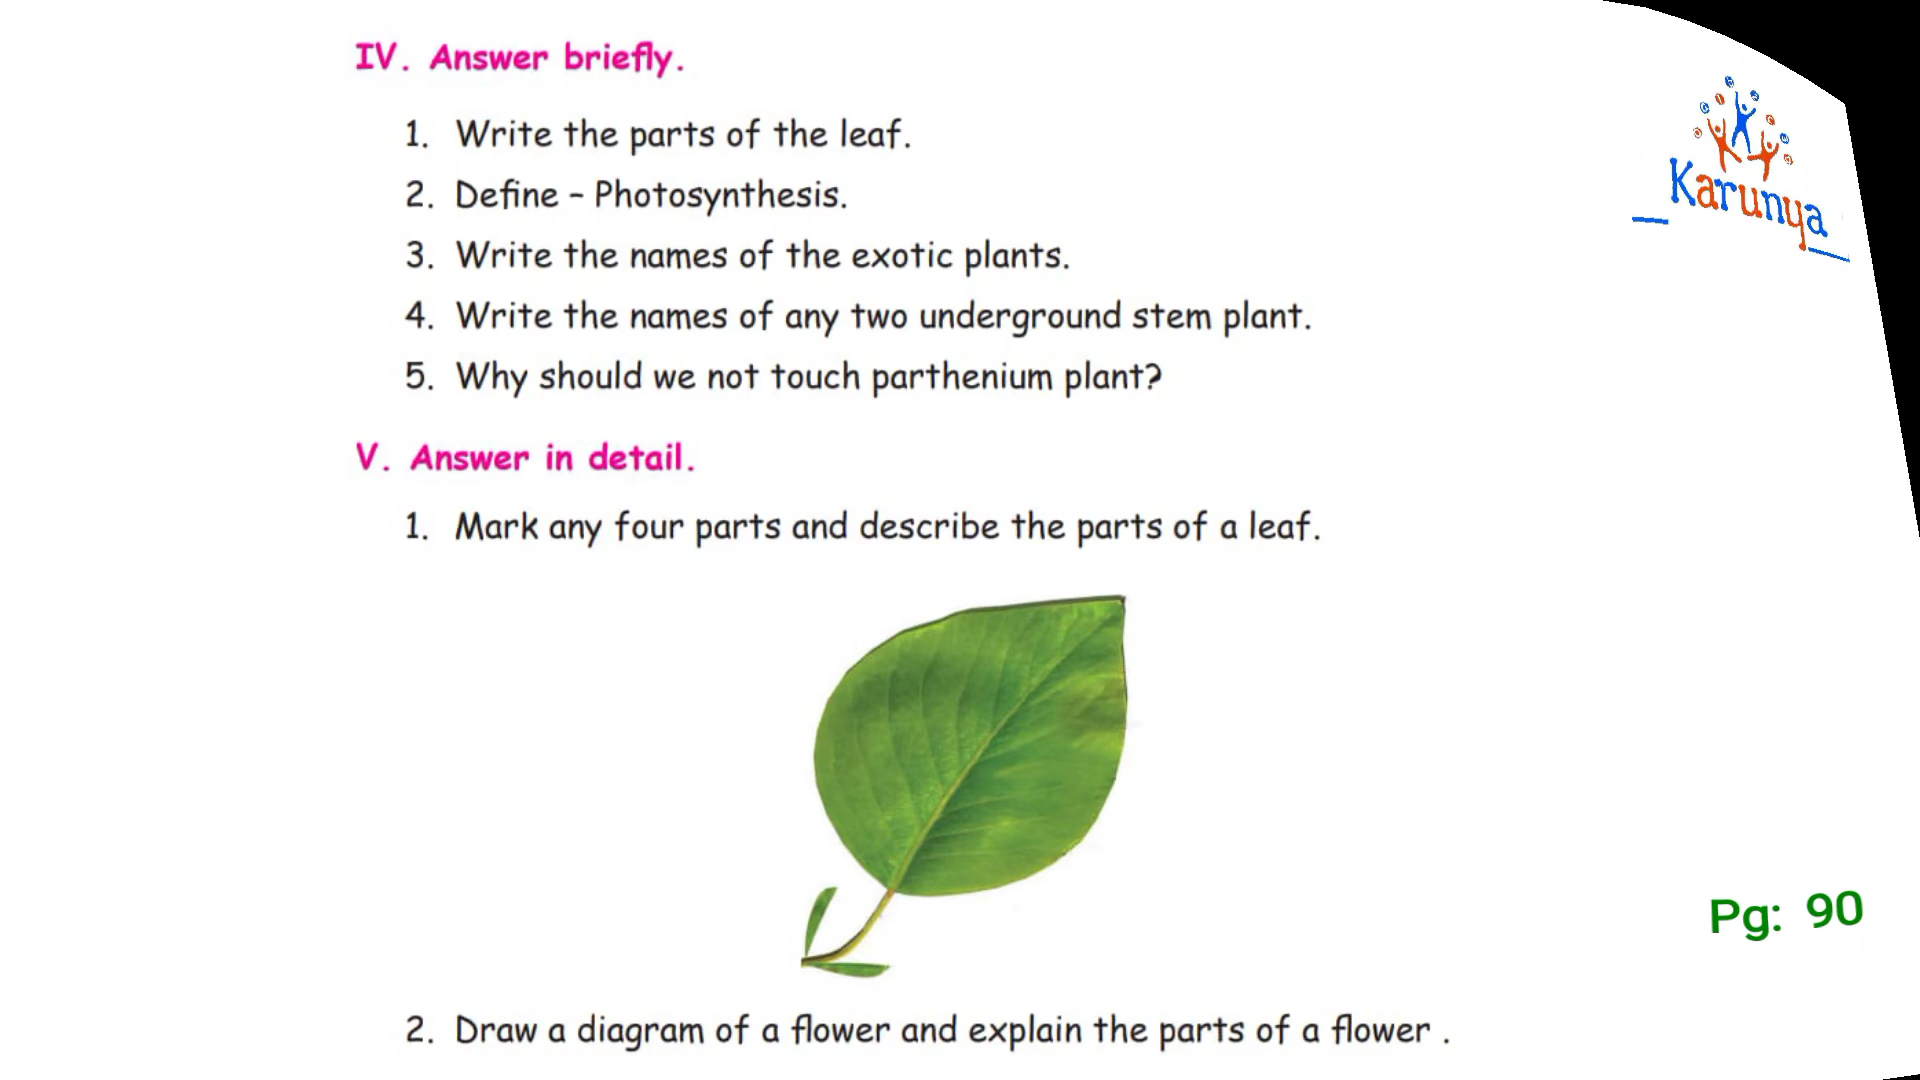 IV. Answer briefly.
1. Write the parts of the leaf.
2. Define – Photosynthesis.
3. Write the names of the exotic plants.
4. Write the names of any two underground stem plant.
5. Why should we not touch parthenium plant?
V. Answer in detail.
1. Mark any four parts and describe the parts of a leaf.
2. Draw a diagram of a flower and explain the parts of a flower .
Karunya
Pg: 90